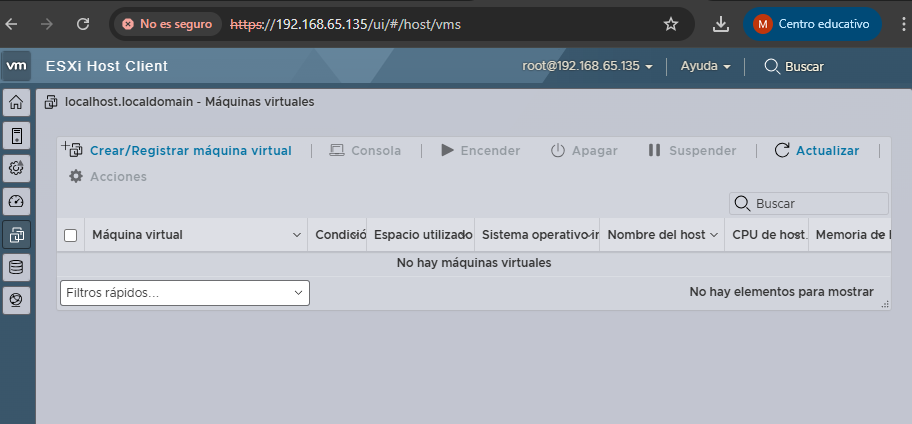 No es seguro https://192.168.65.135/ui/#/host/vms M Centro educativo
vm ESXi Host Client root@192.168.65.135 Ayuda Buscar
localhost.localdomain - Máquinas virtuales
Crear/Registrar máquina virtual Consola Encender Apagar Suspender Actualizar
Acciones
Buscar
Máquina virtual Condició Espacio utilizado Sistema operativo in Nombre del host CPU de host. Memoria de
No hay máquinas virtuales
Filtros rápidos... No hay elementos para mostrar